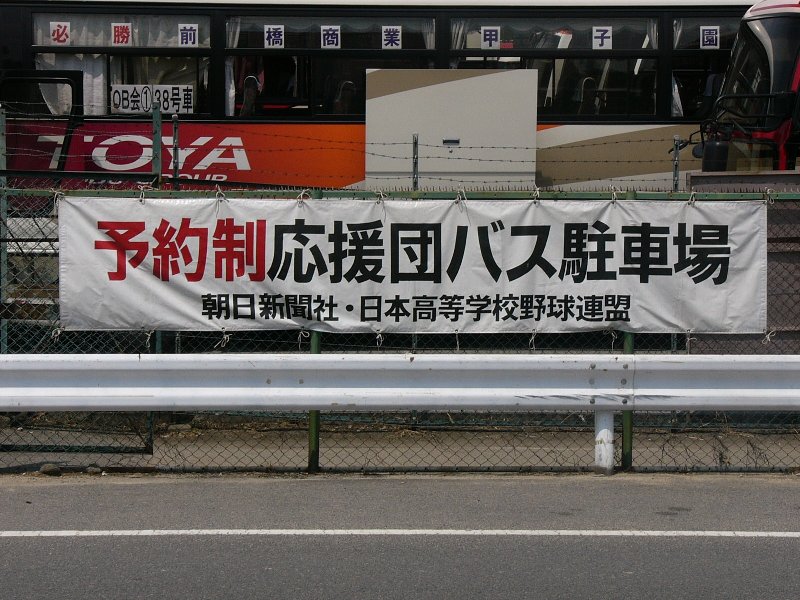 必勝前橋商業甲子園
OB会①38号車
TOYA
予約制応援団バス駐車場
朝日新聞社・日本高等学校野球連盟